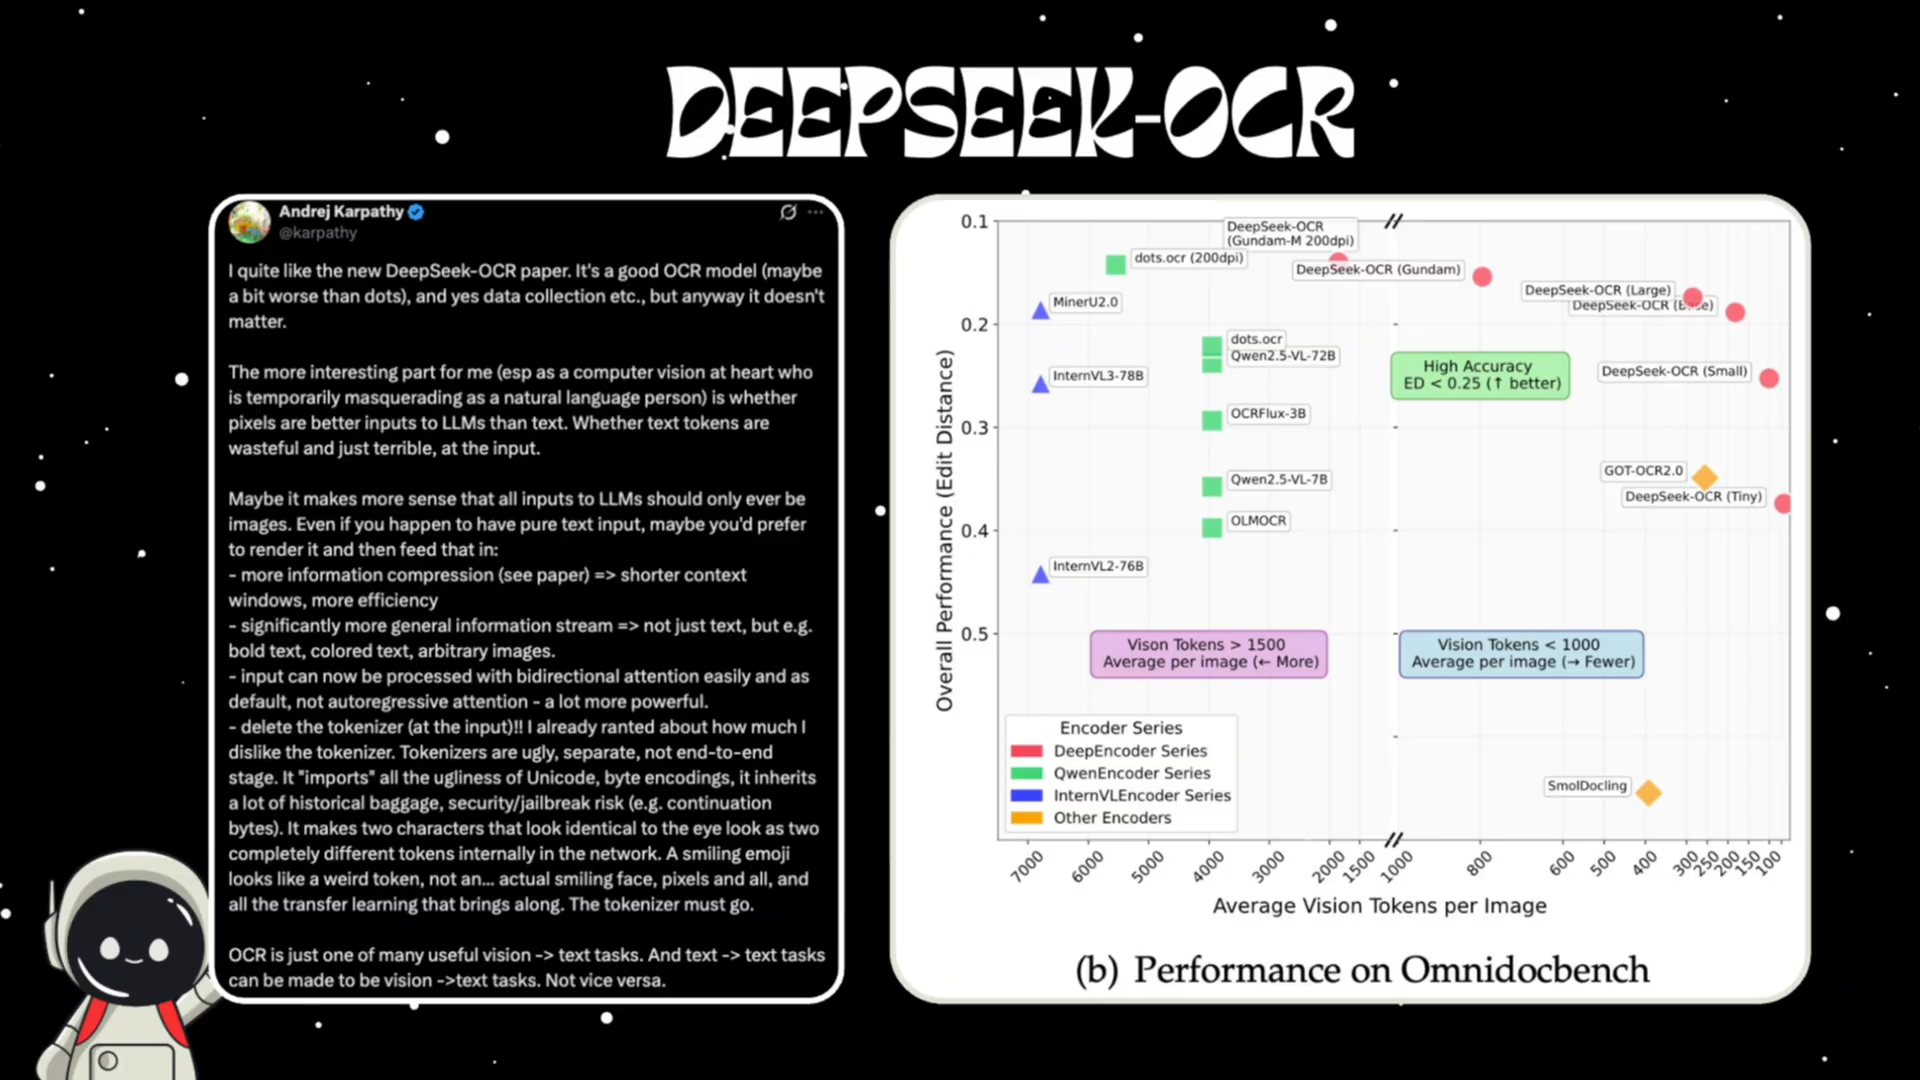 DEEPSEEK-OCR
Andrej Karpathy
@karpathy
I quite like the new DeepSeek-OCR paper. It's a good OCR model (maybe
a bit worse than dots), and yes data collection etc., but anyway it doesn't
matter.
The more interesting part for me (esp as a computer vision at heart who
is temporarily masquerading as a natural language person) is whether
pixels are better inputs to LLMs than text. Whether text tokens are
wasteful and just terrible, at the input.
Maybe it makes more sense that all inputs to LLMs should only ever be
images. Even if you happen to have pure text input, maybe you'd prefer
to render it and then feed that in:
- more information compression (see paper) => shorter context
windows, more efficiency
- significantly more general information stream => not just text, but e.g.
bold text, colored text, arbitrary images.
- input can now be processed with bidirectional attention easily and as
default, not autoregressive attention - a lot more powerful.
- delete the tokenizer (at the input)!! I already ranted about how much I
dislike the tokenizer. Tokenizers are ugly, separate, not end-to-end
stage. It "imports" all the ugliness of Unicode, byte encodings, it inherits
a lot of historical baggage, security/jailbreak risk (e.g. continuation
bytes). It makes two characters that look identical to the eye look as two
completely different tokens internally in the network. A smiling emoji
looks like a weird token, not an... actual smiling face, pixels and all, and
all the transfer learning that brings along. The tokenizer must go.
OCR is just one of many useful vision -> text tasks. And text -> text tasks
can be made to be vision ->text tasks. Not vice versa.
Overall Performance (Edit Distance)
0.1
0.2
0.3
0.4
0.5
DeepSeek-OCR
(Gundam-M 200dpi)
dots.ocr (200dpi)
DeepSeek-OCR (Gundam)
DeepSeek-OCR (Large)
DeepSeek-OCR (Base)
MinerU2.0
dots.ocr
Qwen2.5-VL-72B
High Accuracy
ED < 0.25 (↑ better)
DeepSeek-OCR (Small)
InternVL3-78B
OCRFlux-3B
GOT-OCR2.0
Qwen2.5-VL-7B
DeepSeek-OCR (Tiny)
OLMOCR
InternVL2-76B
Vison Tokens > 1500
Average per image (← More)
Vision Tokens < 1000
Average per image (→ Fewer)
Encoder Series
DeepEncoder Series
QwenEncoder Series
InternVLEncoder Series
Other Encoders
SmolDocling
7000 6000 5000 4000 3000 2000 1500 1000 800 600 500 400 300 250 200 150 100
Average Vision Tokens per Image
(b) Performance on Omnidocbench